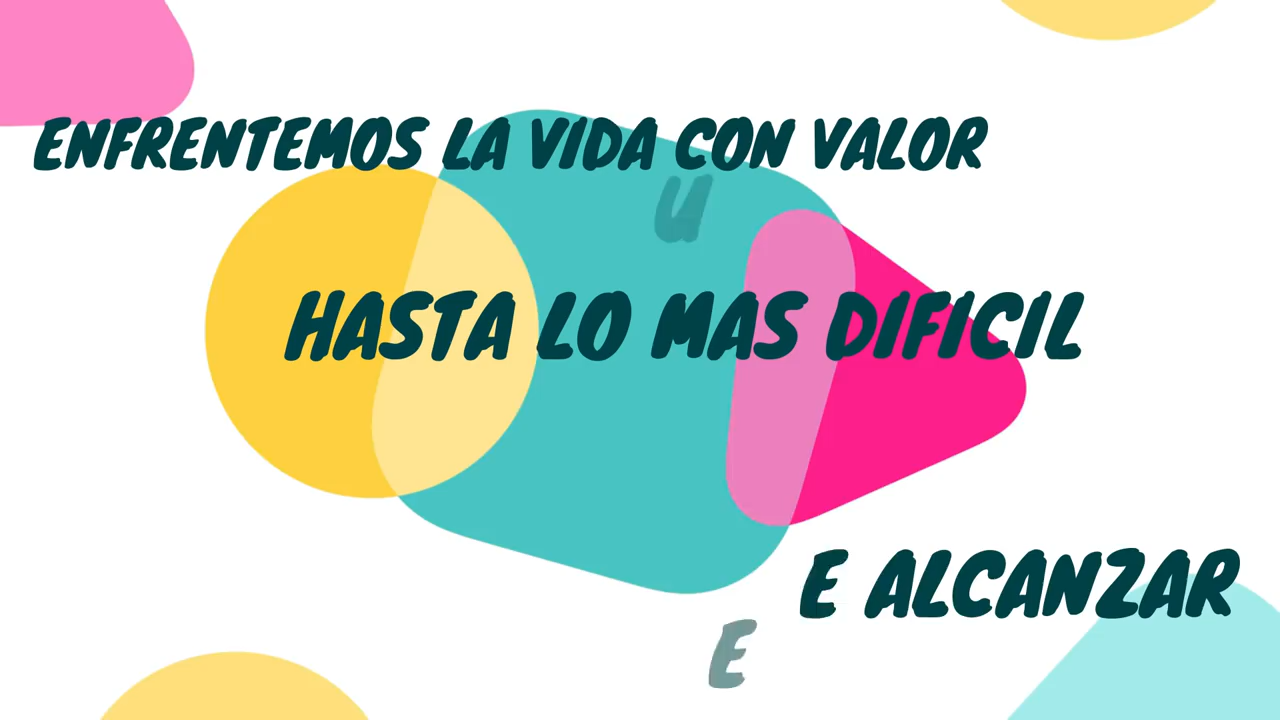 ENFRENTEMOS LA VIDA CON VALOR
U
HASTA LO MAS DIFICIL
E ALCANZAR
E